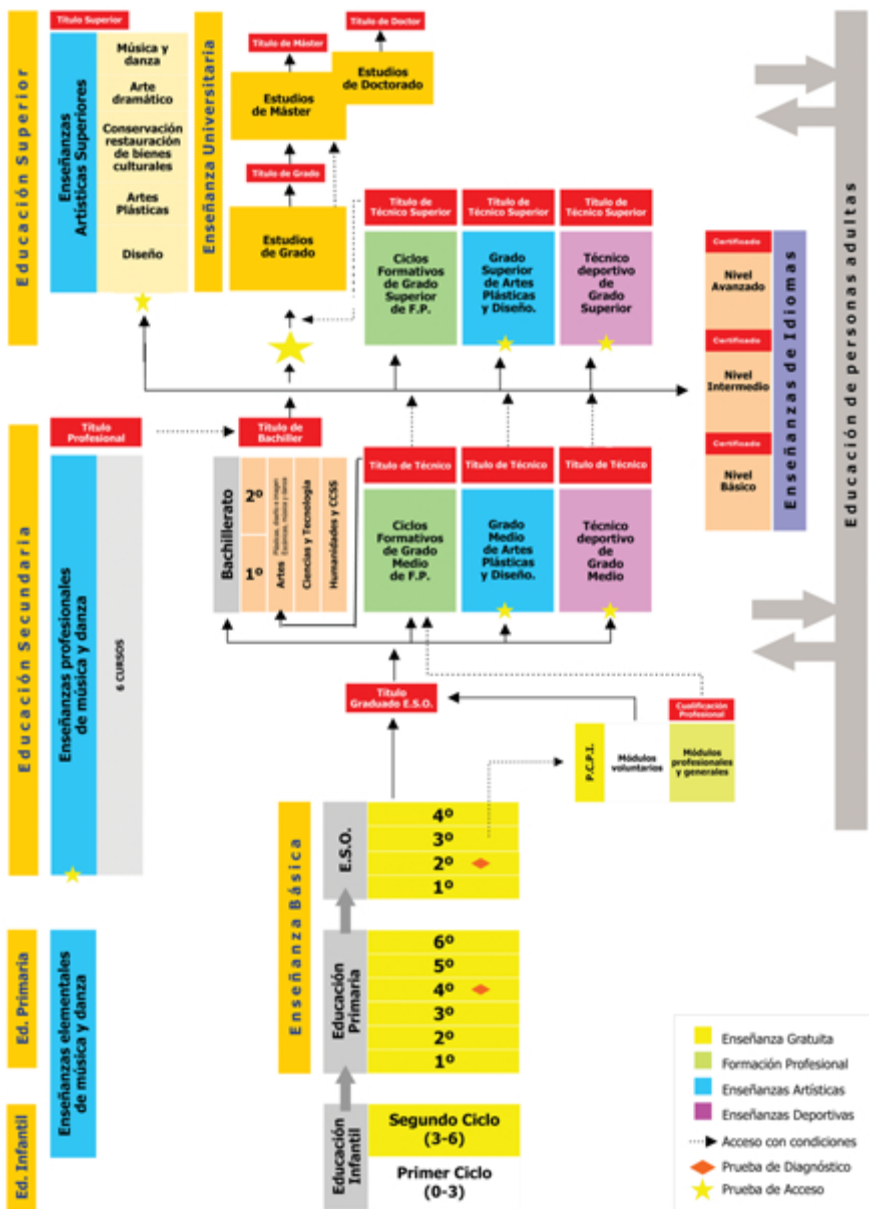 Educación Superior
Título Superior
Enseñanzas
Artísticas Superiores
Música y
danza
Arte
dramático
Conservación
restauración
de bienes
culturales
Artes
Plásticas
Diseño
Enseñanza Universitaria
Título de Máster
Título de Doctor
Estudios
de Máster
Estudios
de Doctorado
Título de Grado
Estudios
de Grado
Título de
Técnico Superior
Título de
Técnico Superior
Título de
Técnico Superior
Ciclos
Formativos
de Grado
Superior
de F.P.
Grado
Superior
de Artes
Plásticas
y Diseño.
Técnico
deportivo
de Grado
Superior
Certificado
Nivel
Avanzado
Certificado
Nivel
Intermedio
Certificado
Nivel
Básico
Enseñanzas de Idiomas
Educación de personas adultas
Educación Secundaria
Título
Profesional
Enseñanzas profesionales
de música y danza
6 CURSOS
Título de
Bachiller
Bachillerato
2º
1º
Artes
Plásticas, diseño e imagen
Escénicas, música y danza
Ciencias y Tecnología
Humanidades y CCSS
Título de Técnico
Título de Técnico
Título de Técnico
Ciclos
Formativos
de Grado
Medio
de F.P.
Grado
Medio
de Artes
Plásticas
y Diseño.
Técnico
deportivo
de
Grado
Medio
Título
Graduado E.S.O.
Cualificación
Profesional
P.C.P.I.
Módulos
voluntarios
Módulos
profesionales
y generales
Enseñanza Básica
E.S.O.
4º
3º
2º
1º
Ed. Primaria
Enseñanzas elementales
de música y danza
Educación
Primaria
6º
5º
4º
3º
2º
1º
Ed. Infantil
Educación
Infantil
Segundo Ciclo
(3-6)
Primer Ciclo
(0-3)
Enseñanza Gratuita
Formación Profesional
Enseñanzas Artísticas
Enseñanzas Deportivas
Acceso con condiciones
Prueba de Diagnóstico
Prueba de Acceso